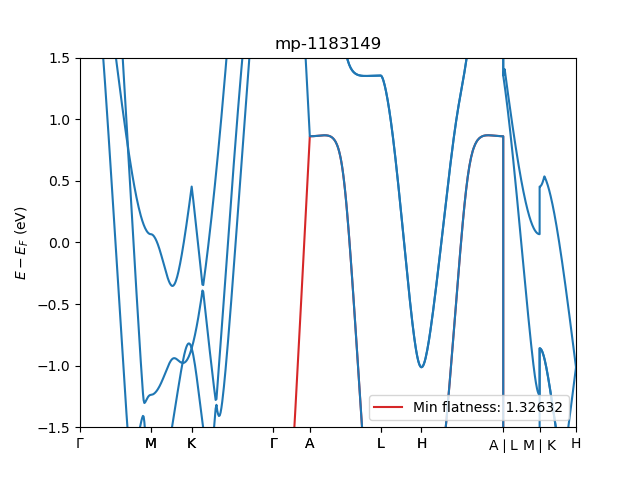 mp-1183149
1.5
1.0
0.5
0.0
−0.5
−1.0
−1.5
E − E_F (eV)
Min flatness: 1.32632
Γ M K Γ A L H A | L M | K H